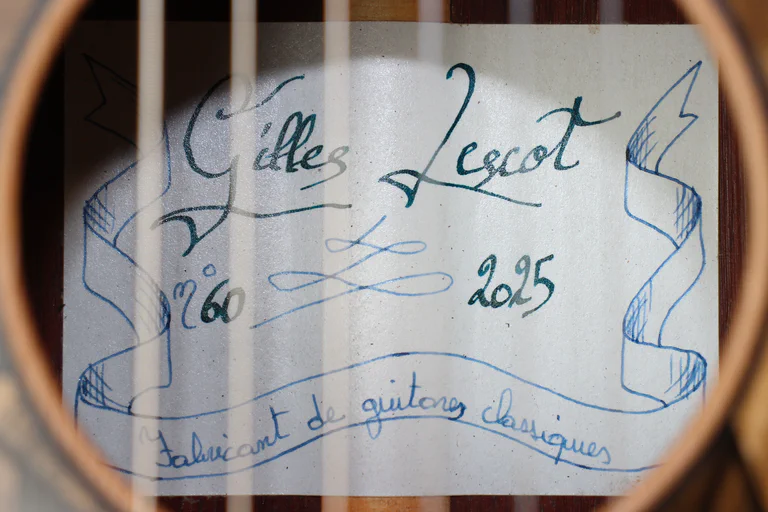 Gilles Lescot
n° 60 2025
Fabricant de guitares classiques